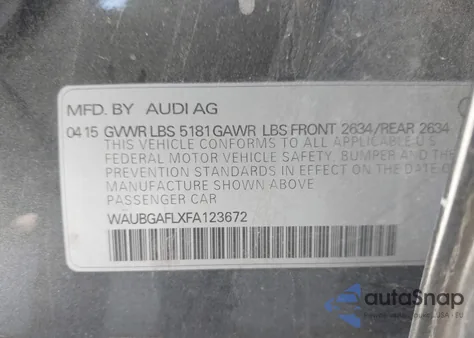 MFD. BY AUDI AG
04 15 GVWR LBS 5181 GAWR LBS FRONT 2634/REAR 2634
THIS VEHICLE CONFORMS TO ALL APPLICABLE U.S
FEDERAL MOTOR VEHICLE SAFETY BUMPER AND THE
PREVENTION STANDARDS IN EFFECT ON THE DATE O
MANUFACTURE SHOWN ABOVE
PASSENGER CAR
WAUBGAFLXFA123672
autoSnap